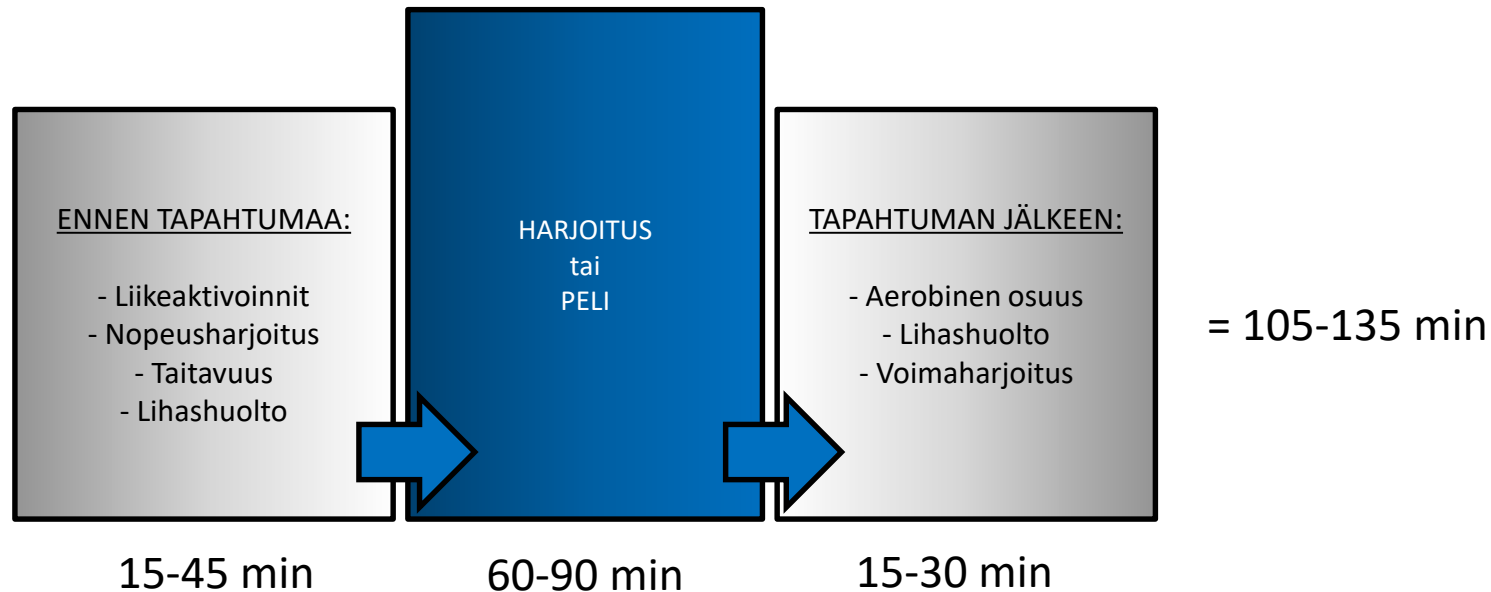 ENNEN TAPAHTUMAA:
- Liikeaktivoinnit
- Nopeusharjoitus
- Taitavuus
- Lihashuolto
15-45 min
HARJOITUS
tai
PELI
60-90 min
TAPAHTUMAN JÄLKEEN:
- Aerobinen osuus
- Lihashuolto
- Voimaharjoitus
15-30 min
= 105-135 min